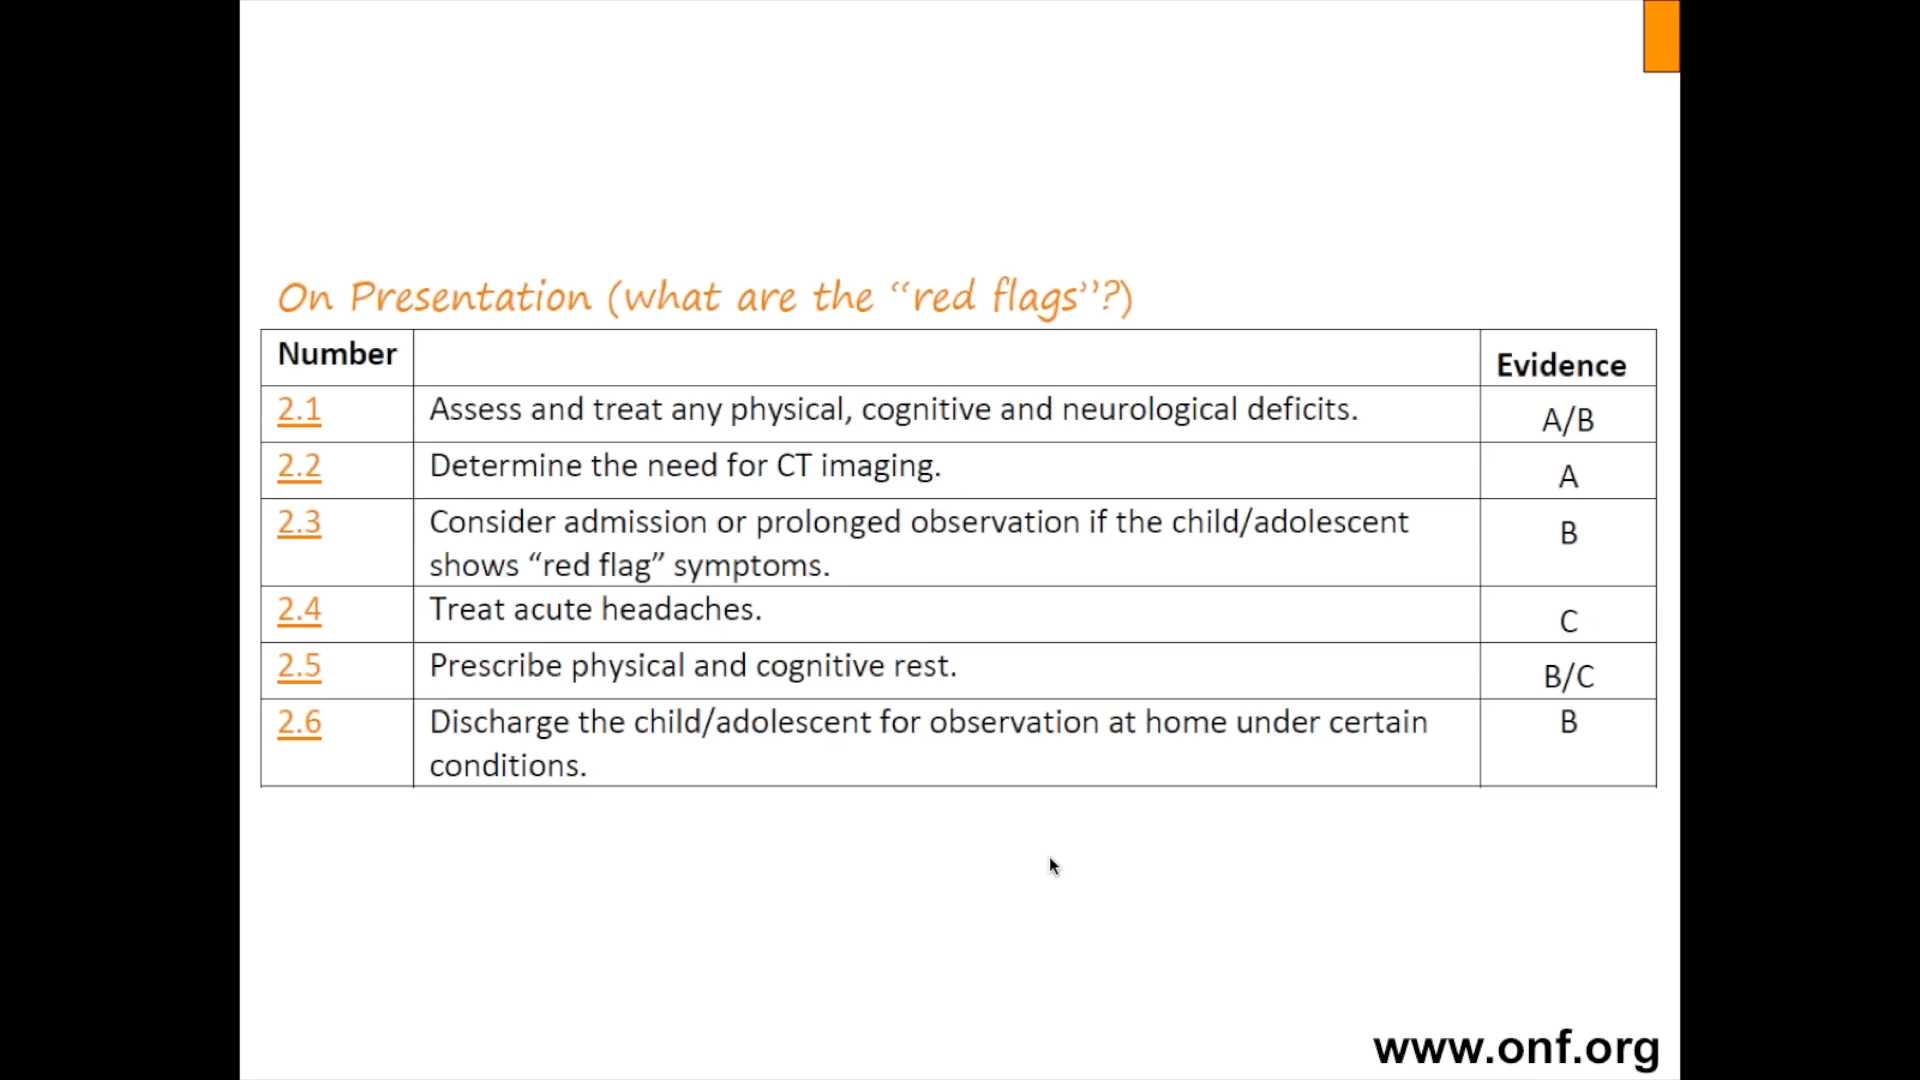 On Presentation (what are the “red flags”?)
Number Evidence
2.1 Assess and treat any physical, cognitive and neurological deficits. A/B
2.2 Determine the need for CT imaging. A
2.3 Consider admission or prolonged observation if the child/adolescent B
shows “red flag” symptoms.
2.4 Treat acute headaches. C
2.5 Prescribe physical and cognitive rest. B/C
2.6 Discharge the child/adolescent for observation at home under certain B
conditions.
www.onf.org